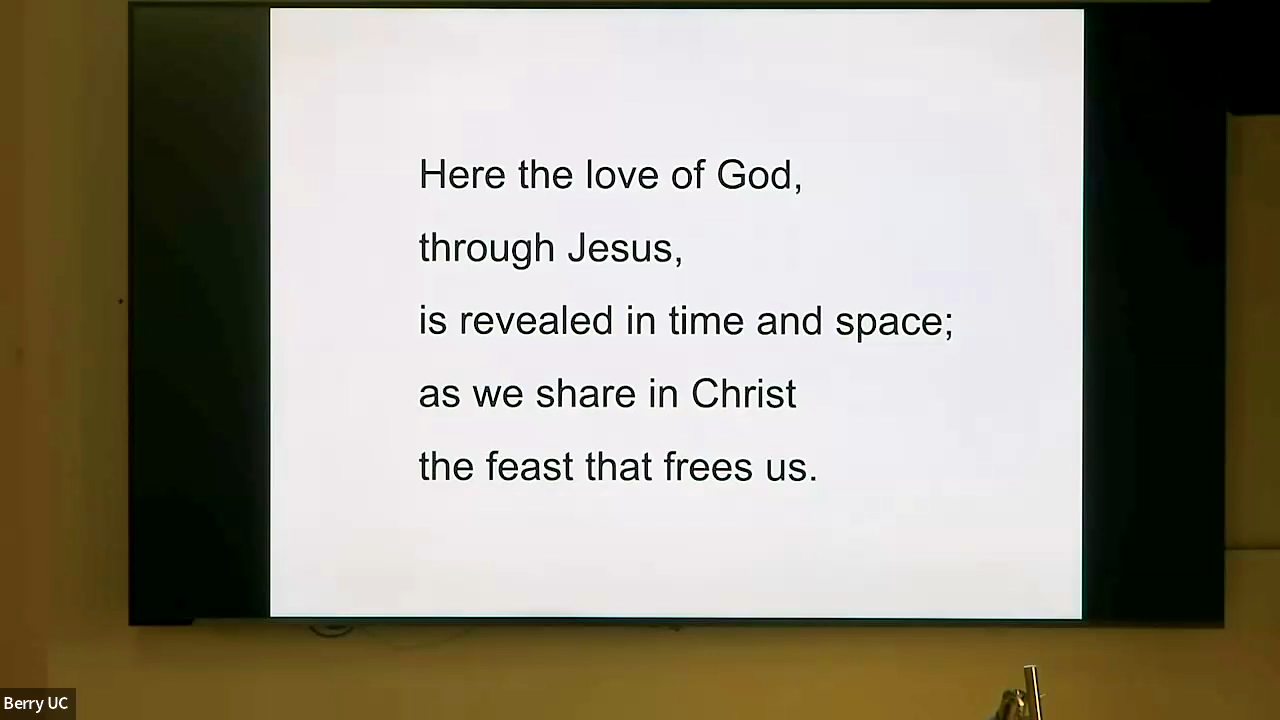 Here the love of God,
through Jesus,
is revealed in time and space;
as we share in Christ
the feast that frees us.
Berry UC